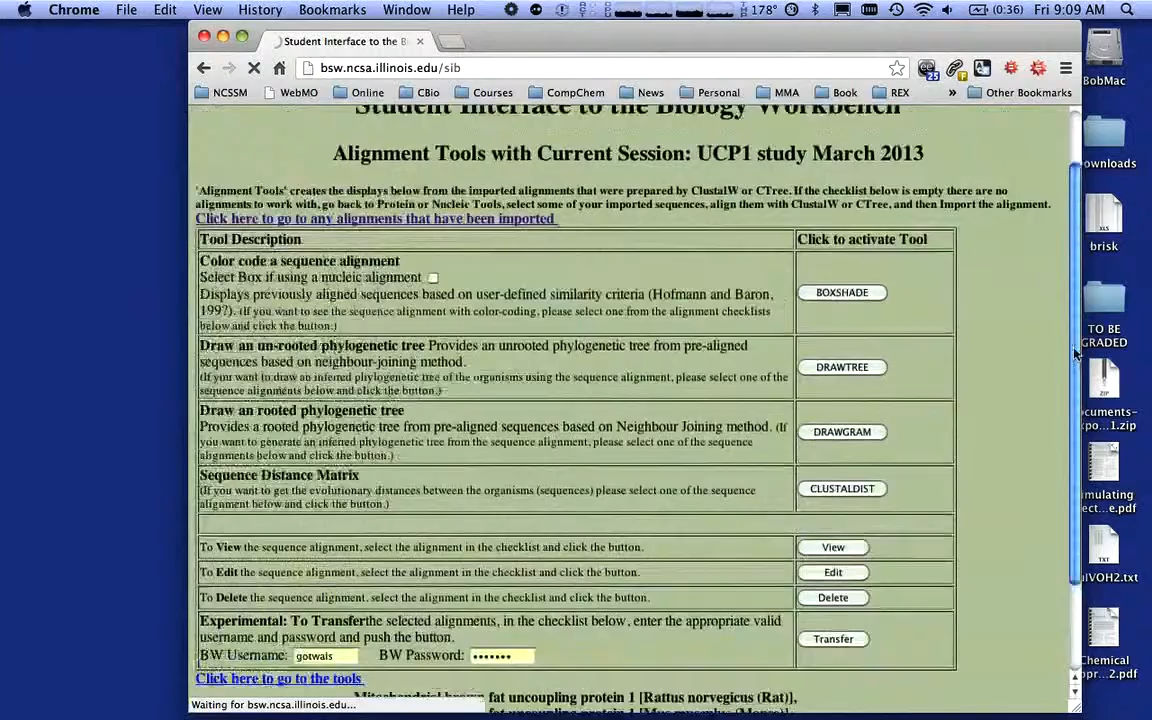 Chrome File Edit View History Bookmarks Window Help 178° (0:36) Fri 9:09 AM
Student Interface to the B
bsw.ncsa.illinois.edu/sib
25
NCSSM WebMO Online CBio Courses CompChem News Personal MMA Book REX » Other Bookmarks
Student Interface to the Biology Workbench
Alignment Tools with Current Session: UCP1 study March 2013
'Alignment Tools' creates the displays below from the imported alignments that were prepared by ClustalW or CTree. If the checklist below is empty there are no
alignments to work with, go back to Protein or Nucleic Tools, select some of your imported sequences, align them with ClustalW or CTree, and then Import the alignment.
Click here to go to any alignments that have been imported
Tool Description Click to activate Tool
Color code a sequence alignment
Select Box if using a nucleic alignment
Displays previously aligned sequences based on user-defined similarity criteria (Hofmann and Baron,
199?). (If you want to see the sequence alignment with color-coding, please select one from the alignment checklists
below and click the button.)
BOXSHADE
Draw an un-rooted phylogenetic tree Provides an unrooted phylogenetic tree from pre-aligned
sequences based on neighbour-joining method.
(If you want to draw an inferred phylogenetic tree of the organisms using the sequence alignment, please select one of the
sequence alignments below and click the button.)
DRAWTREE
Draw an rooted phylogenetic tree
Provides a rooted phylogenetic tree from pre-aligned sequences based on Neighbour Joining method. (If
you want to generate an inferred phylogenetic tree from the sequence alignment, please select one of the sequence
alignments below and click the button.)
DRAWGRAM
Sequence Distance Matrix
(If you want to get the evolutionary distances between the organisms (sequences) please select one of the sequence
alignment below and click the button.)
CLUSTALDIST
To View the sequence alignment, select the alignment in the checklist and click the button. View
To Edit the sequence alignment, select the alignment in the checklist and click the button. Edit
To Delete the sequence alignment, select the alignment in the checklist and click the button. Delete
Experimental: To Transferthe selected alignments, in the checklist below, enter the appropriate valid
username and password and push the button.
BW Username: gotwals BW Password: •••••••
Transfer
Click here to go to the tools
Mitochondrial brown fat uncoupling protein 1 [Rattus norvegicus (Rat)],
Waiting for bsw.ncsa.illinois.edu...
BobMac
ownloads
XLS
brisk
TO BE
GRADED
ZIP
cuments-
xpo...1.zip
imulating
ect...e.pdf
TXT
ulVOH2.txt
Chemical
ppr...2.pdf